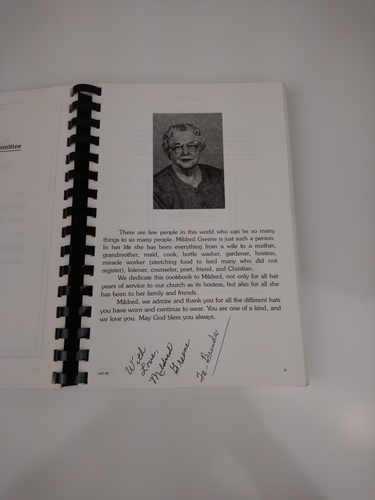 mmittee
There are few people in this world who can be so many
things to so many people. Mildred Greene is just such a person.
In her life she has been everything from a wife to a mother,
grandmother, maid, cook, bottle washer, gardener, hostess,
miracle worker (stretching food to feed many who did not
register), listener, counselor, poet, friend, and Christian.
We dedicate this cookbook to Mildred, not only for all her
years of service to our church as its hostess, but also for all she
has been to her family and friends.
Mildred, we admire and thank you for all the different hats
you have worn and continue to wear. You are one of a kind, and
we love you. May God bless you always.
With
Love,
Mildred
Greene
To Brenda